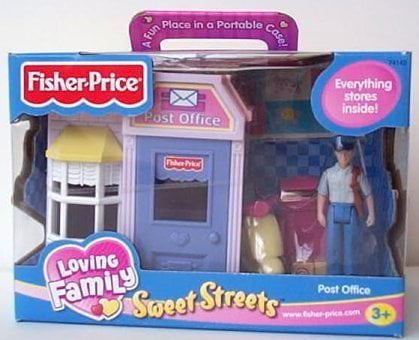 A Fun Place in a Portable Case!
Fisher-Price
Everything
stores
inside!
Post Office
Fisher-Price
Loving
Family
Sweet Streets
Post Office
www.fisher-price.com
3+